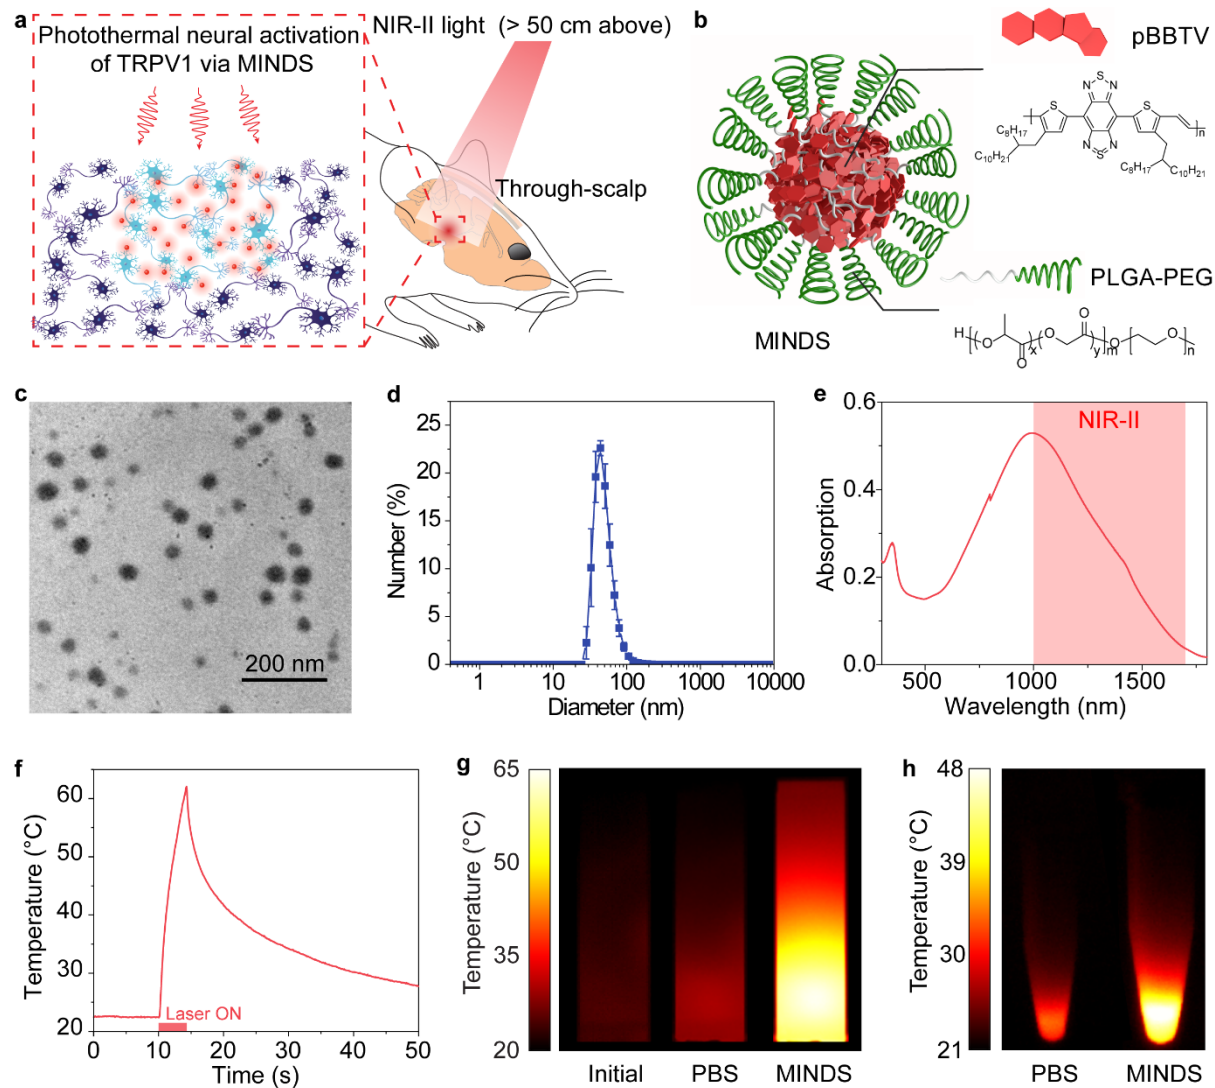 a
Photothermal neural activation
of TRPV1 via MINDS
NIR-II light (> 50 cm above)
Through-scalp
b
pBBTV
N S N
S
S
n
C8H17
C10H21
N S N
C8H17
C10H21
PLGA-PEG
MINDS
H O O x O O y m O O n
c
200 nm
d
Number (%)
25
20
15
10
5
0
1 10 100 1000 10000
Diameter (nm)
e
NIR-II
Absorption
0.6
0.4
0.2
0.0
500 1000 1500
Wavelength (nm)
f
Temperature (°C)
60
50
40
30
20
Laser ON
0 10 20 30 40 50
Time (s)
g
Temperature (°C)
65
50
35
20
Initial PBS MINDS
h
Temperature (°C)
48
39
30
21
PBS MINDS